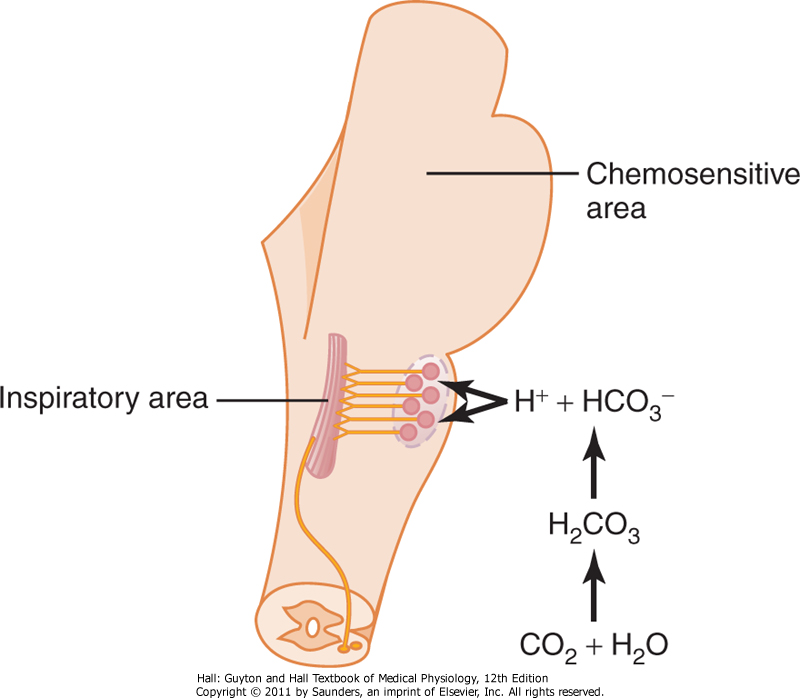 Chemosensitive
area
Inspiratory area
H⁺ + HCO₃⁻
H₂CO₃
CO₂ + H₂O
Hall: Guyton and Hall Textbook of Medical Physiology, 12th Edition
Copyright © 2011 by Saunders, an imprint of Elsevier, Inc. All rights reserved.